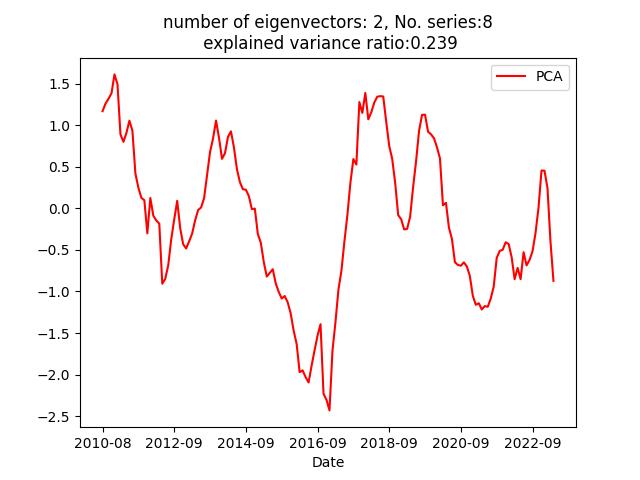 number of eigenvectors: 2, No. series:8
explained variance ratio:0.239
PCA
1.5
1.0
0.5
0.0
−0.5
−1.0
−1.5
−2.0
−2.5
2010-08 2012-09 2014-09 2016-09 2018-09 2020-09 2022-09
Date